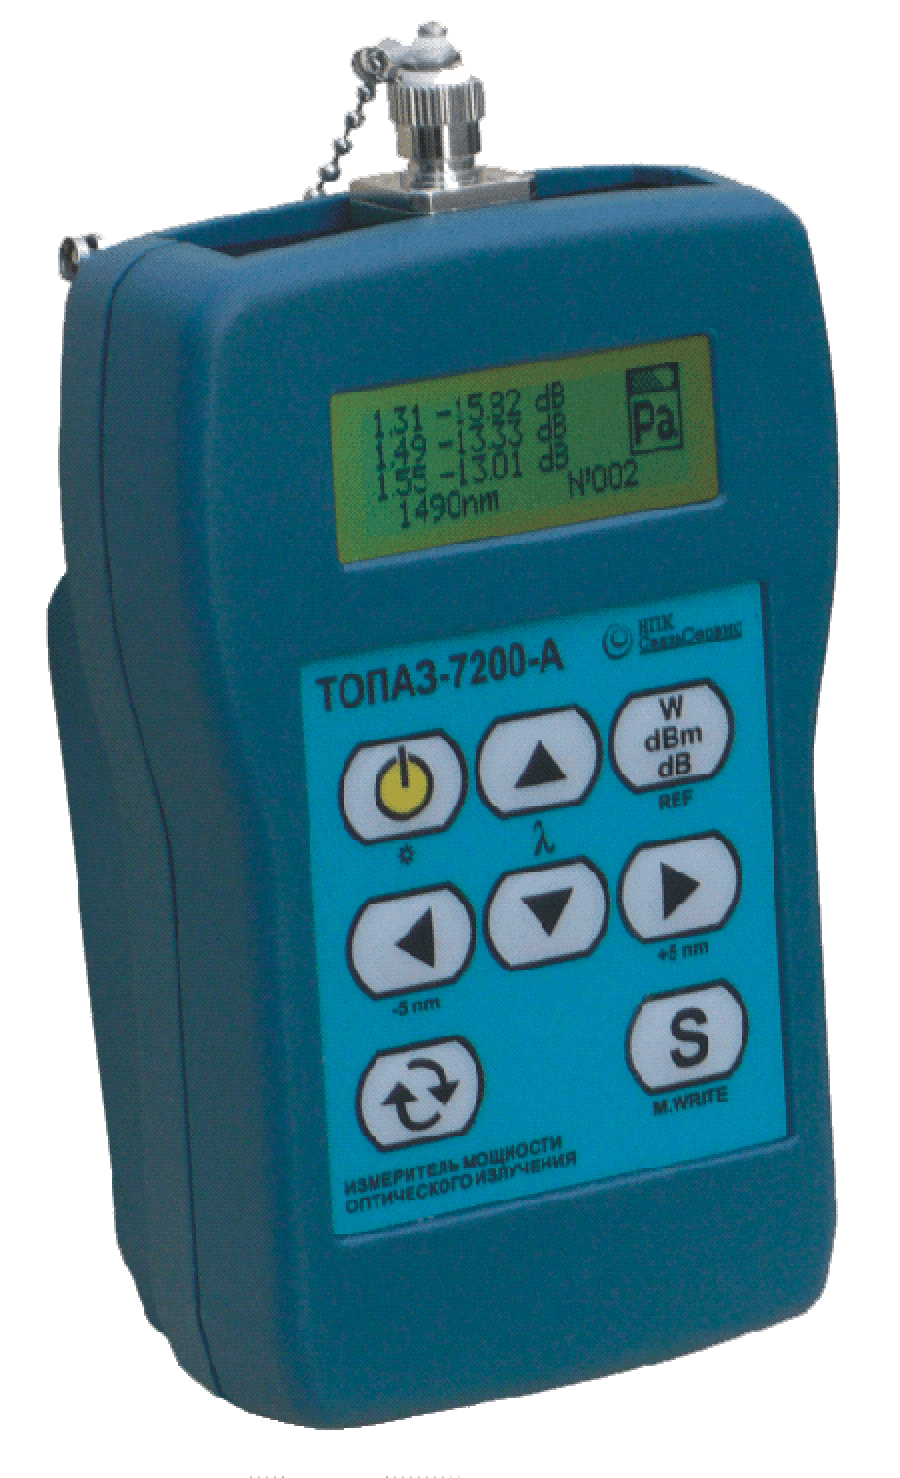 1.31 -15.82 dB
1.49 -13.33 dB
1.55 -13.01 dB
Pa
1490nm N°002
ТОПАЗ-7200-А
НПК
СвязьСервис
W
dBm
dB
REF
λ
-5 nm
+5 nm
S
M.WRITE
ИЗМЕРИТЕЛЬ МОЩНОСТИ
ОПТИЧЕСКОГО ИЗЛУЧЕНИЯ